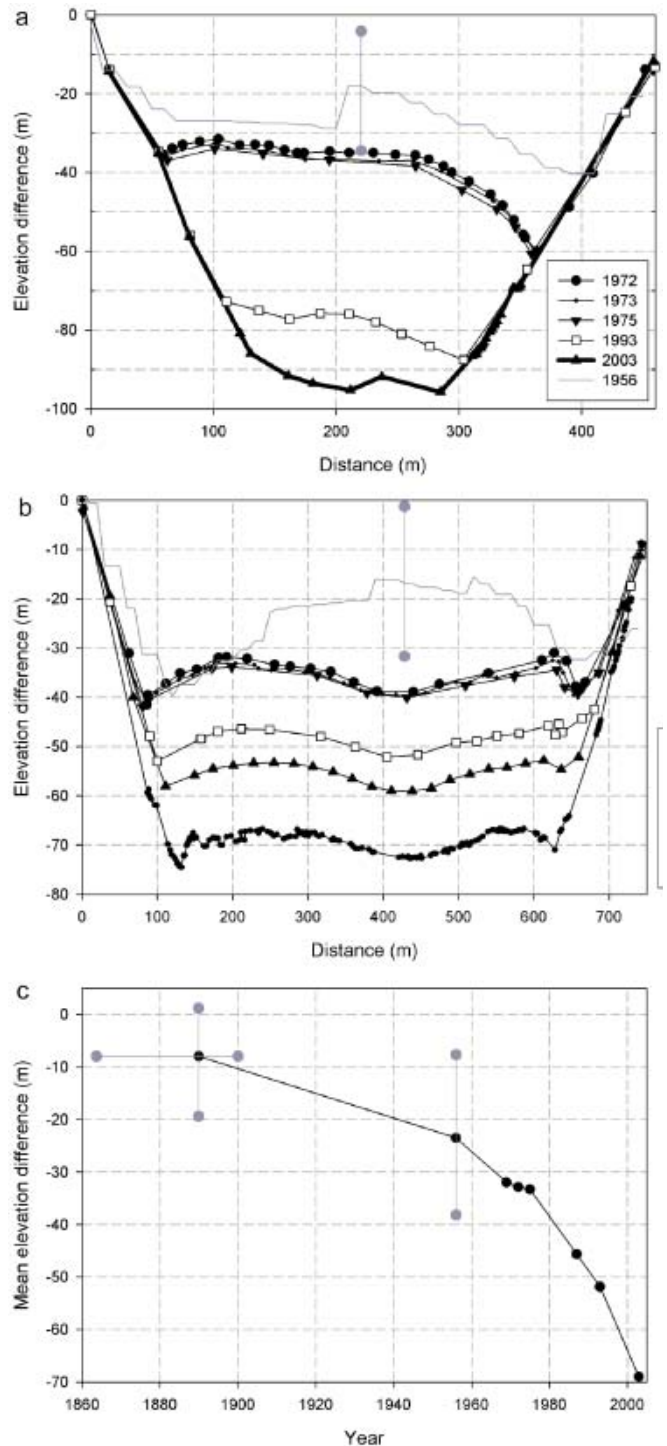 a
0
-20
-40
-60
-80
-100
Elevation difference (m)
1972
1973
1975
1993
2003
1956
0 100 200 300 400
Distance (m)
b
0
-10
-20
-30
-40
-50
-60
-70
-80
Elevation difference (m)
0 100 200 300 400 500 600 700
Distance (m)
c
0
-10
-20
-30
-40
-50
-60
-70
Mean elevation difference (m)
1860 1880 1900 1920 1940 1960 1980 2000
Year